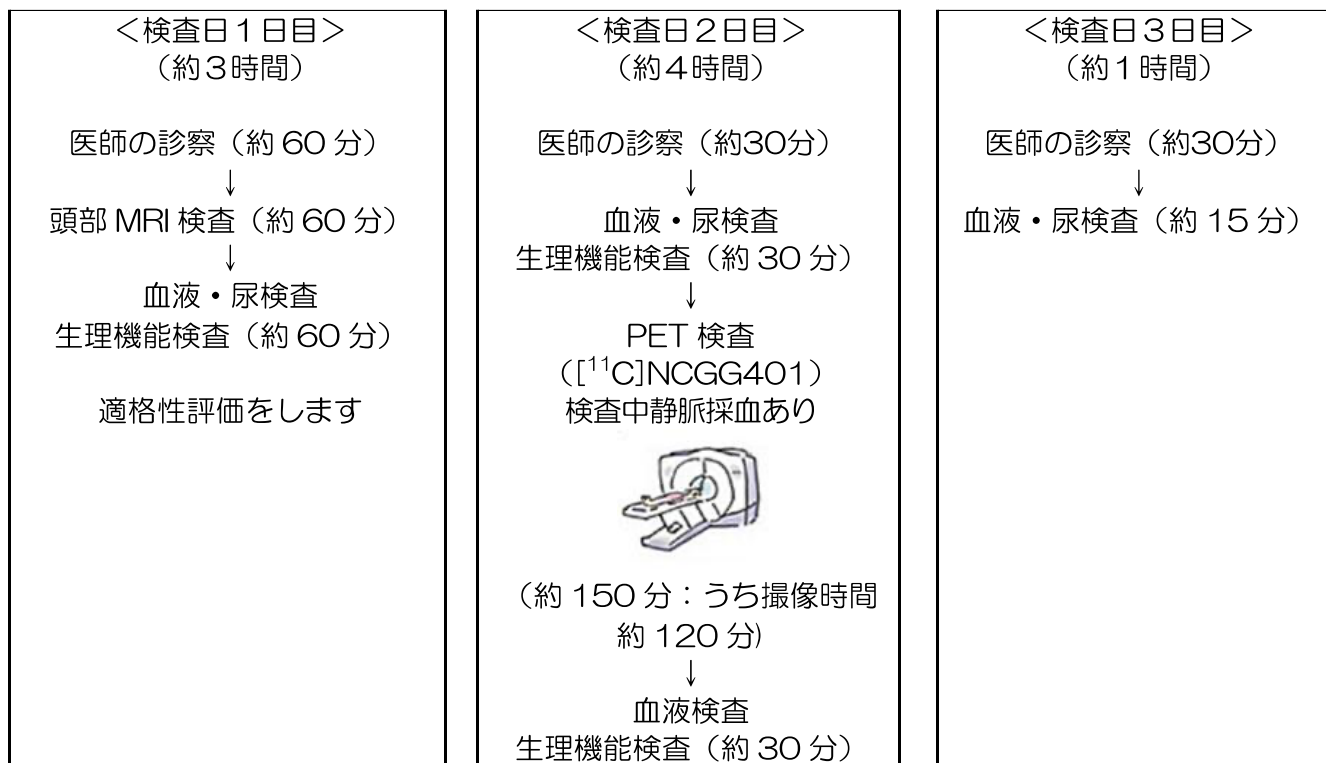 <検査日1日目>
(約3時間)
医師の診察(約 60 分)
↓
頭部 MRI 検査(約 60 分)
↓
血液・尿検査
生理機能検査(約 60 分)
適格性評価をします
<検査日2日目>
(約4時間)
医師の診察(約30分)
↓
血液・尿検査
生理機能検査(約 30 分)
↓
PET 検査
([¹¹C]NCGG401)
検査中静脈採血あり
(約 150 分:うち撮像時間
約 120 分)
↓
血液検査
生理機能検査(約 30 分)
<検査日3日目>
(約1時間)
医師の診察(約30分)
↓
血液・尿検査(約 15 分)